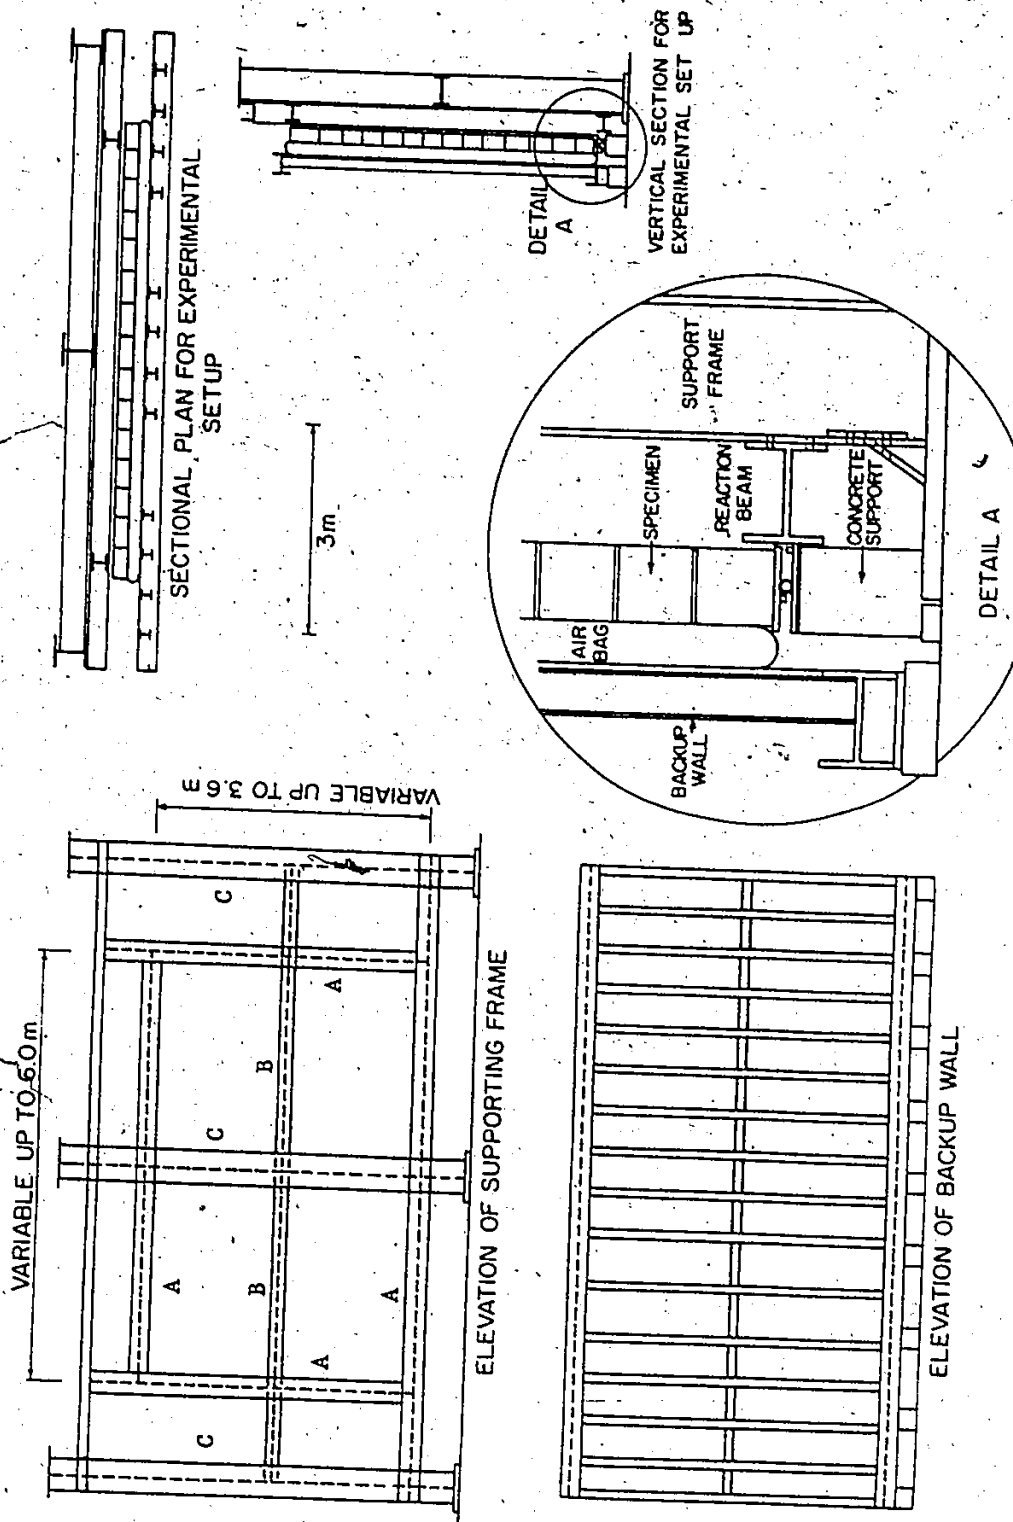 VARIABLE UP TO 6.0m
VARIABLE UP TO 3.6m
C
C
C
A
A
A
A
B
B
ELEVATION OF SUPPORTING FRAME
ELEVATION OF BACKUP WALL
SECTIONAL PLAN FOR EXPERIMENTAL
SETUP
3m
DETAIL
A
VERTICAL SECTION FOR
EXPERIMENTAL SET UP
BACKUP
WALL
AIR
BAG
SPECIMEN
REACTION
BEAM
SUPPORT
FRAME
CONCRETE
SUPPORT
DETAIL A